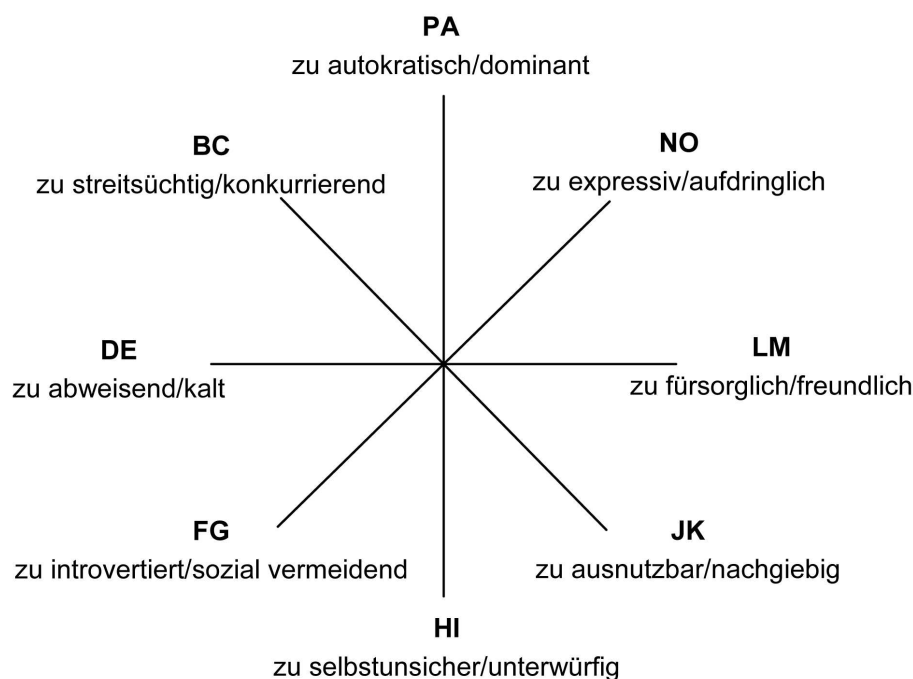 PA
zu autokratisch/dominant
BC
zu streitsüchtig/konkurrierend
NO
zu expressiv/aufdringlich
DE
zu abweisend/kalt
LM
zu fürsorglich/freundlich
FG
zu introvertiert/sozial vermeidend
JK
zu ausnutzbar/nachgiebig
HI
zu selbstunsicher/unterwürfig